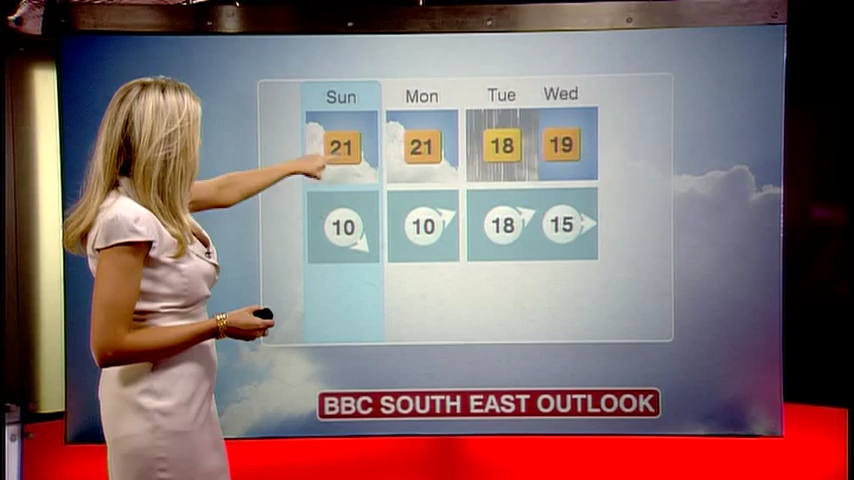 Sun Mon Tue Wed
21 21 18 19
10 10 18 15
BBC SOUTH EAST OUTLOOK